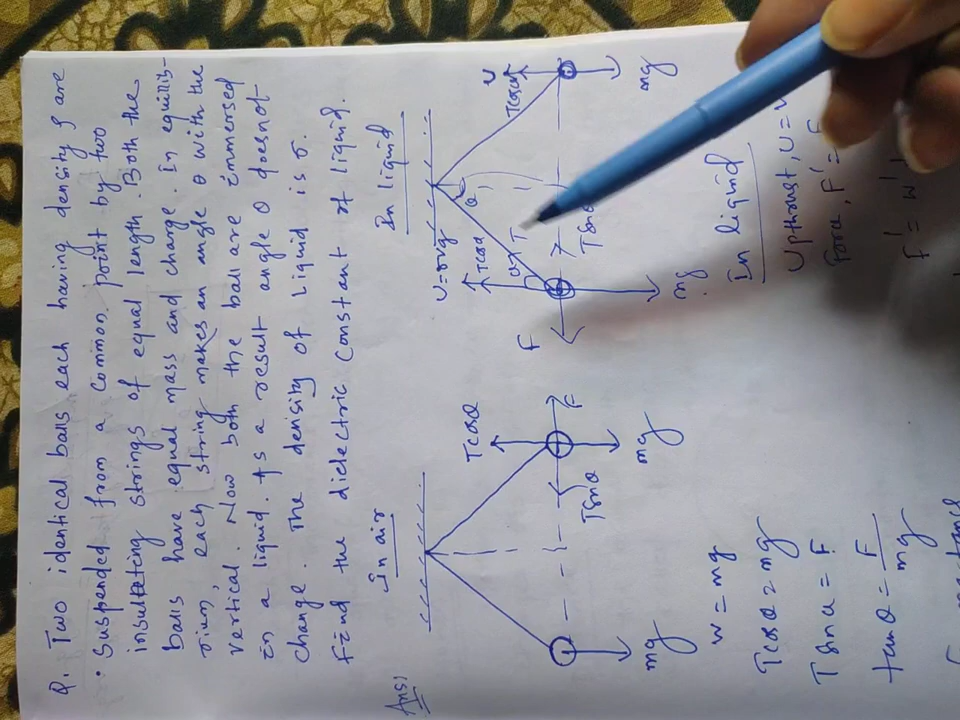 Q. Two identical balls each having density ρ are
suspended from a common point by two
insultating strings of equal length. Both the
balls have equal mass and charge. In equilib-
rium, each string makes an angle θ with the
vertical. Now both the balls are immersed
in a liquid. As a result angle θ doesnot
change. The density of liquid is σ.
Find the dielectric constant of liquid.
Ans:
in air
Tcosθ
F
Tsinθ
mg
mg
W = mg
Tcosθ = mg
Tsinθ = F
tanθ = F/mg
In liquid
U=σvg
Tcosθ
θ
T
θ
F
Tsinθ
mg
U
Tcosθ
mg
In liquid
Upthrust, U =
Force, F' =
F' W'